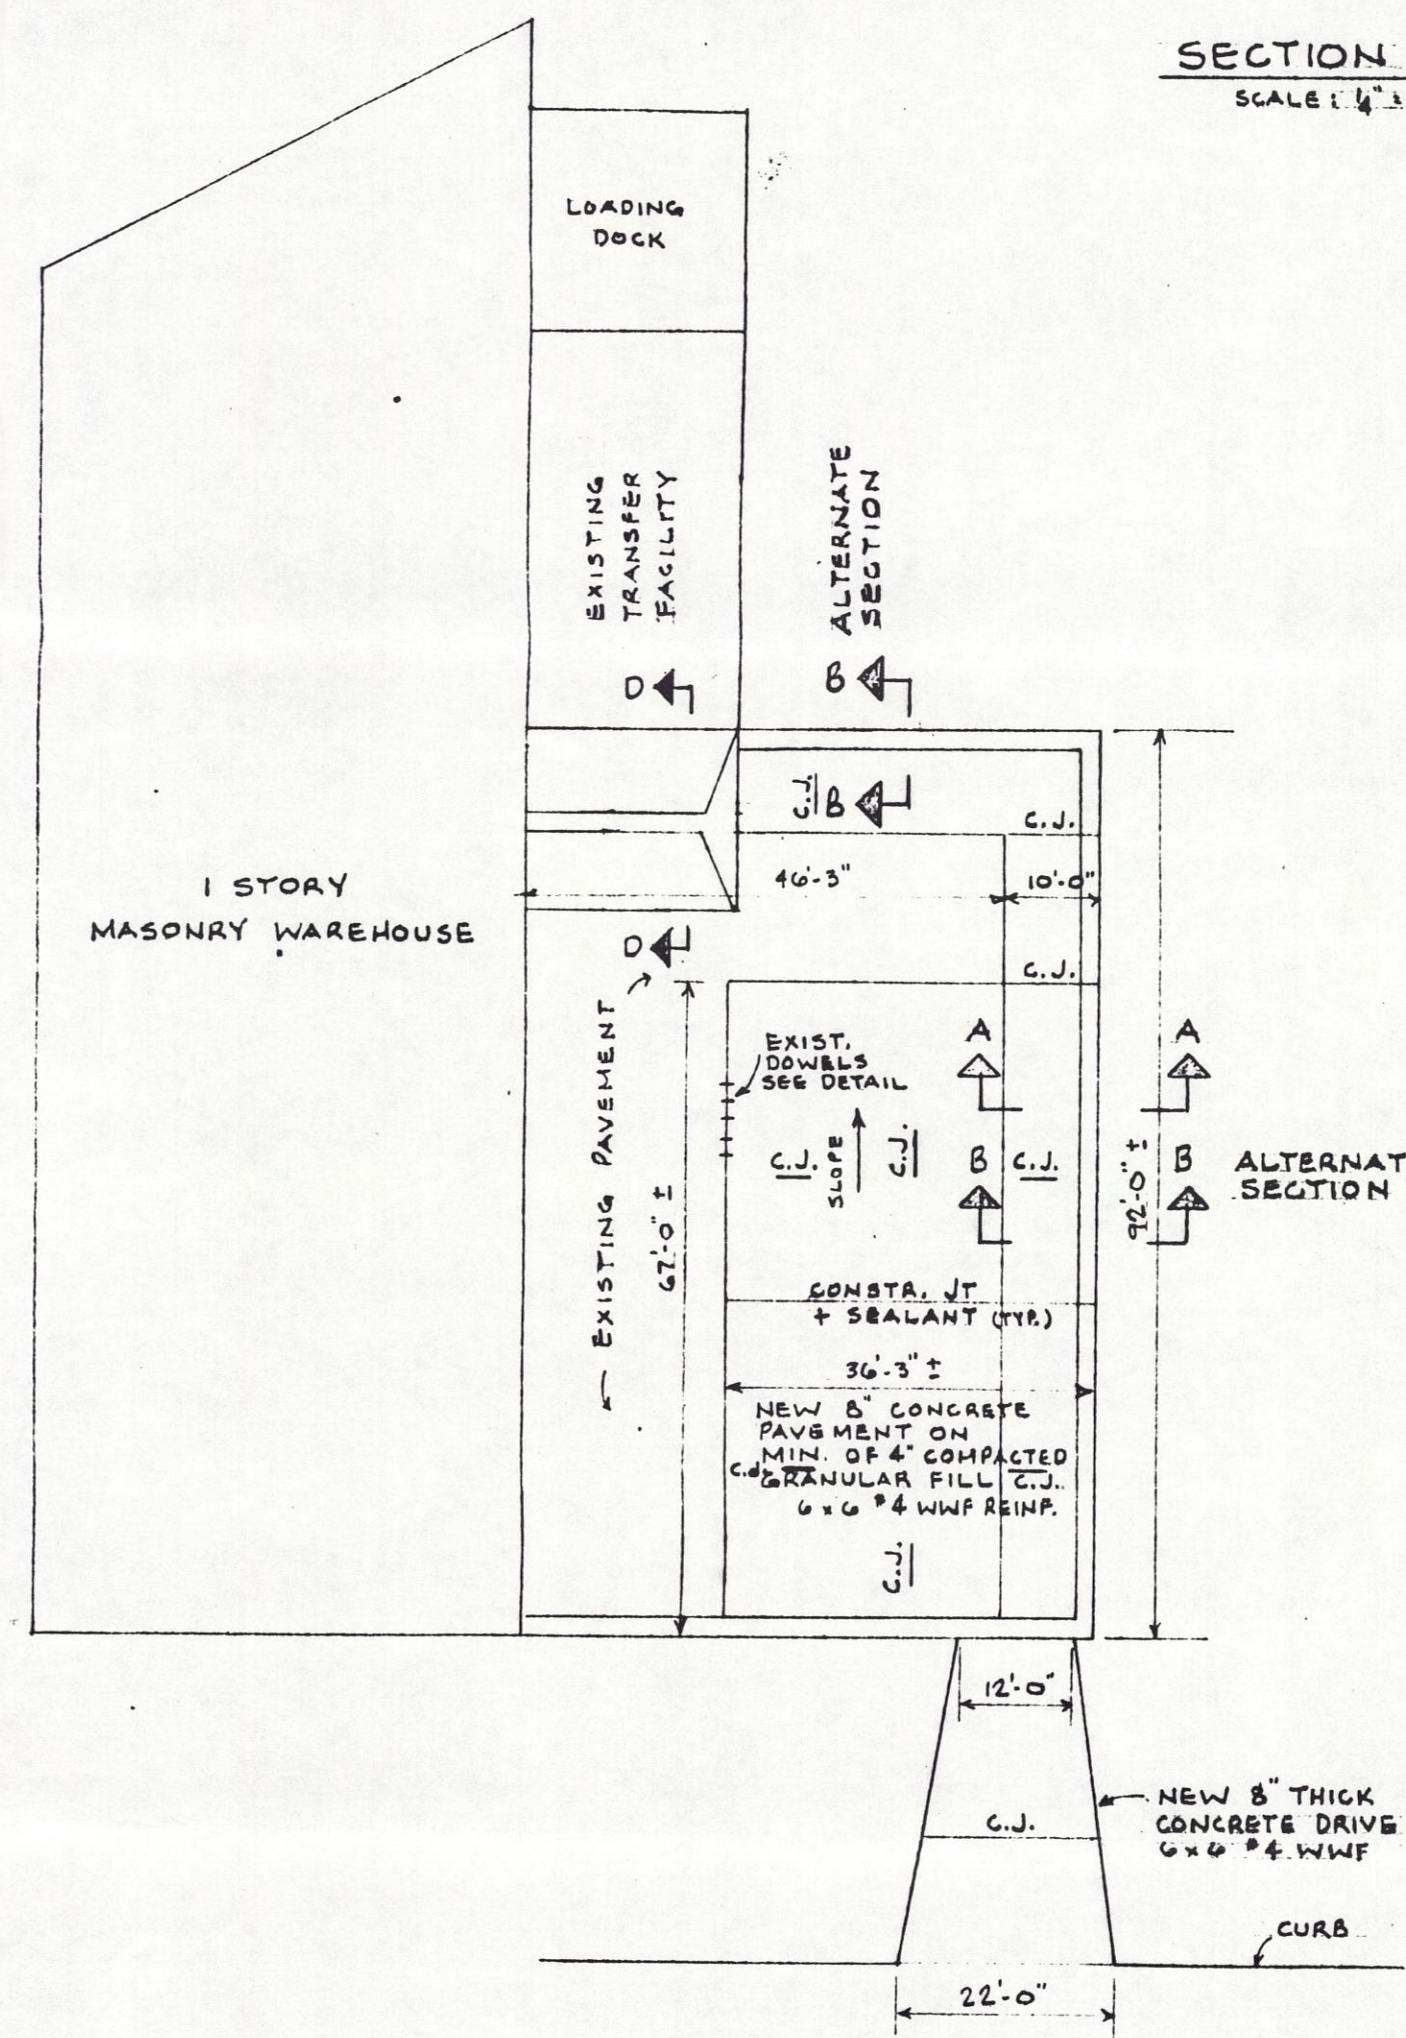 SECTION
SCALE: 1/4" =
LOADING
DOCK
EXISTING
TRANSFER
FACILITY
ALTERNATE
SECTION
D
B
C.J.
B
C.J.
1 STORY
MASONRY WAREHOUSE
46'-3"
10'-0"
D
C.J.
EXISTING PAVEMENT
67'-0" ±
EXIST.
DOWELS
SEE DETAIL
A
A
C.J.
SLOPE
C.J.
B
C.J.
92'-0" ±
B
ALTERNAT
SECTION
CONSTR. JT
+ SEALANT (TYP.)
36'-3" ±
NEW 8" CONCRETE
PAVEMENT ON
MIN. OF 4" COMPACTED
C.J. GRANULAR FILL C.J.
6 x 6 #4 WWF REINF.
C.J.
12'-0"
NEW 8" THICK
CONCRETE DRIVE
6 x 6 #4 WWF
C.J.
CURB
22'-0"